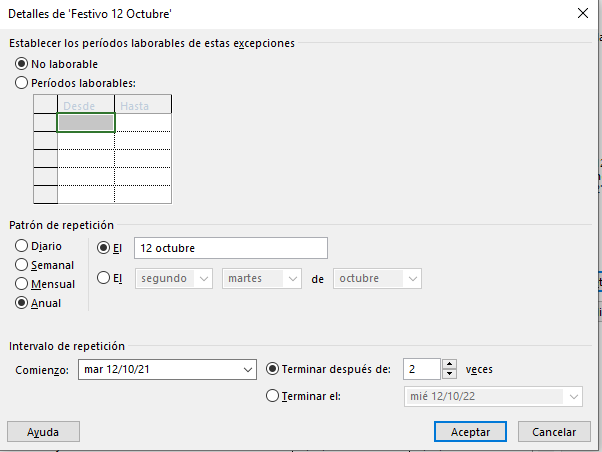 Detalles de 'Festivo 12 Octubre'
Establecer los períodos laborables de estas excepciones
No laborable
Períodos laborables:
Desde Hasta
Patrón de repetición
Diario
Semanal
Mensual
Anual
El 12 octubre
El segundo martes de octubre
Intervalo de repetición
Comienzo: mar 12/10/21 Terminar después de: 2 veces
Terminar el: mié 12/10/22
Ayuda Aceptar Cancelar